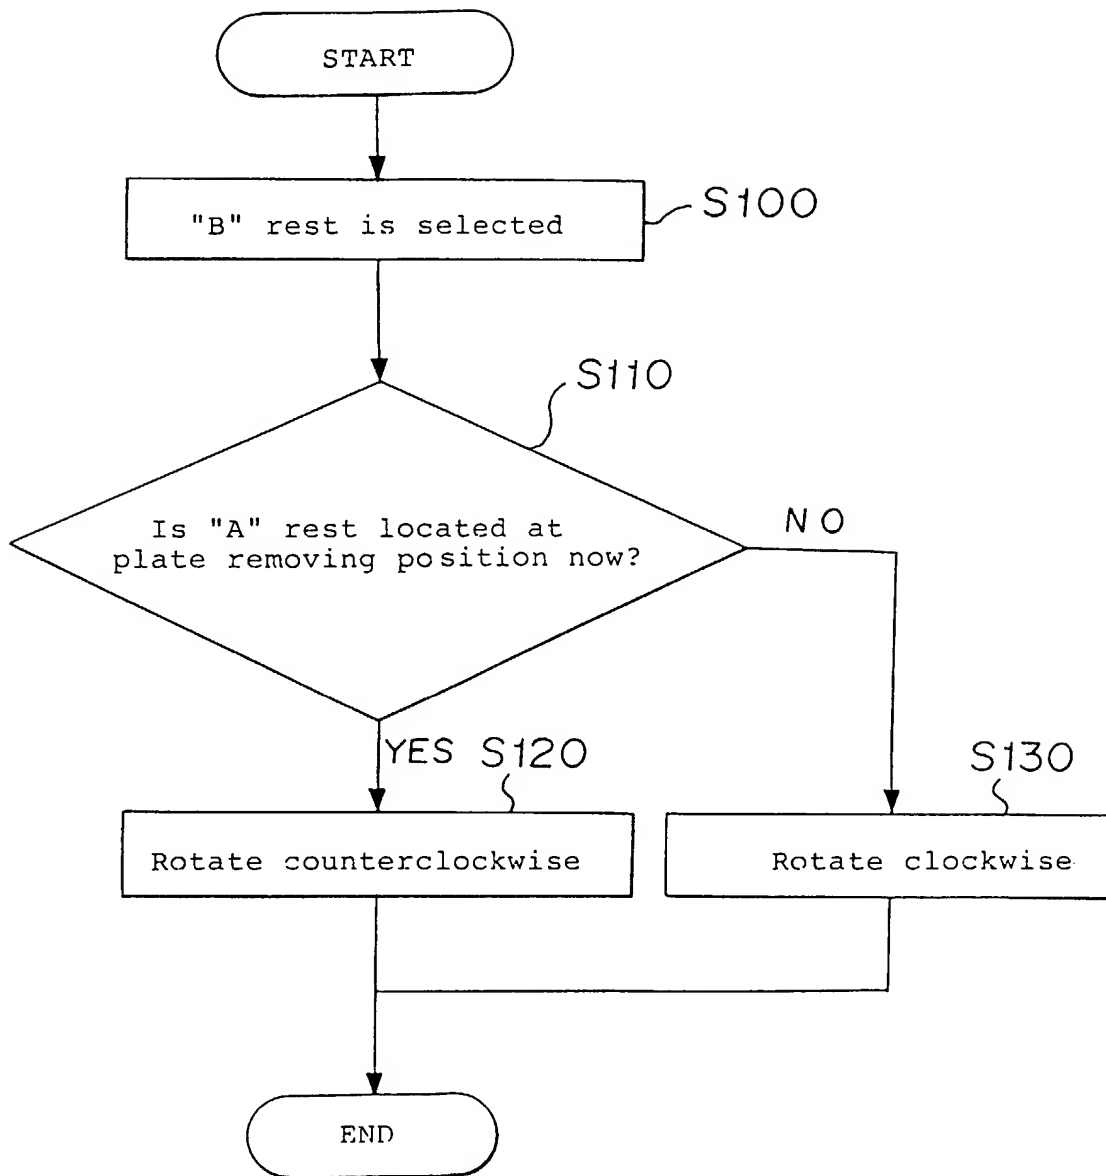 START
"B" rest is selected
S100
S110
Is "A" rest located at
plate removing position now?
NO
YES
S120
S130
Rotate counterclockwise
Rotate clockwise
END